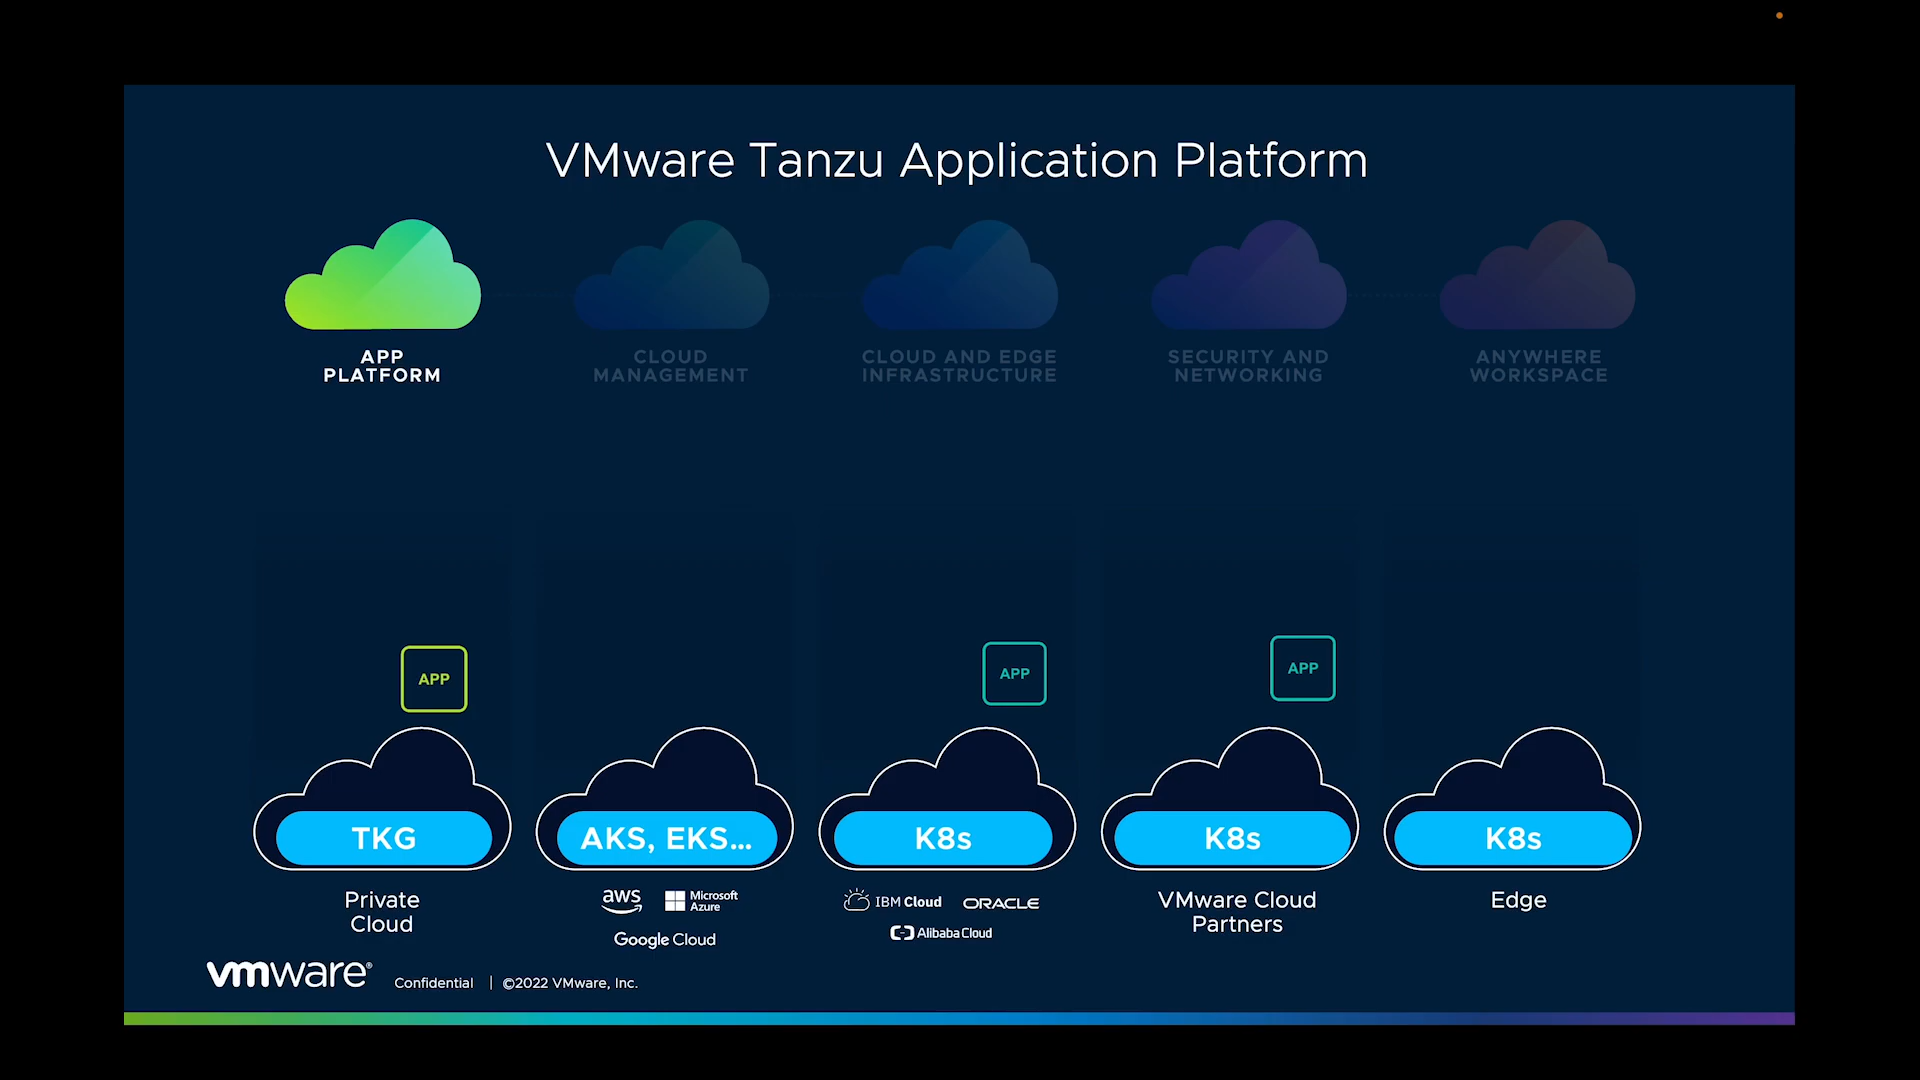 VMware Tanzu Application Platform
APP
PLATFORM
CLOUD
MANAGEMENT
CLOUD AND EDGE
INFRASTRUCTURE
SECURITY AND
NETWORKING
ANYWHERE
WORKSPACE
APP
APP
APP
TKG
AKS, EKS...
K8s
K8s
K8s
Private
Cloud
aws
Microsoft
Azure
Google Cloud
IBM Cloud
ORACLE
Alibaba Cloud
VMware Cloud
Partners
Edge
vmware®
Confidential | ©2022 VMware, Inc.